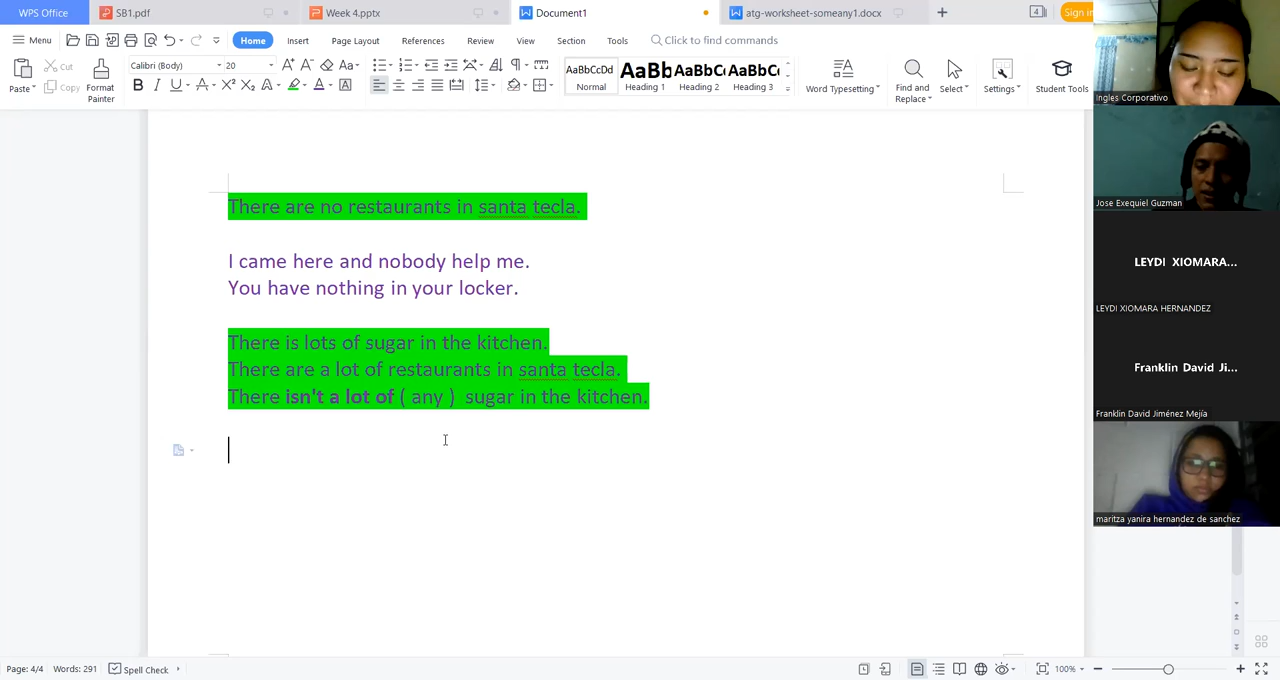 WPS Office
SB1.pdf
Week 4.pptx
Document1
atg-worksheet-someany1.docx
4
Sign in
Menu
Home
Insert
Page Layout
References
Review
View
Section
Tools
Click to find commands
Paste
Cut
Copy
Format Painter
Calibri (Body)
20
AaBbCcDd
Normal
AaBb
Heading 1
AaBbCc
Heading 2
AaBbCc
Heading 3
Word Typesetting
Find and Replace
Select
Settings
Student Tools
There are no restaurants in santa tecla.
I came here and nobody help me.
You have nothing in your locker.
There is lots of sugar in the kitchen.
There are a lot of restaurants in santa tecla.
There isn't a lot of ( any ) sugar in the kitchen.
Ingles Corporativo
Jose Exequiel Guzman
LEYDI XIOMARA...
LEYDI XIOMARA HERNANDEZ
Franklin David Ji...
Franklin David Jiménez Mejía
maritza yanira hernandez de sanchez
Page: 4/4
Words: 291
Spell Check
100%